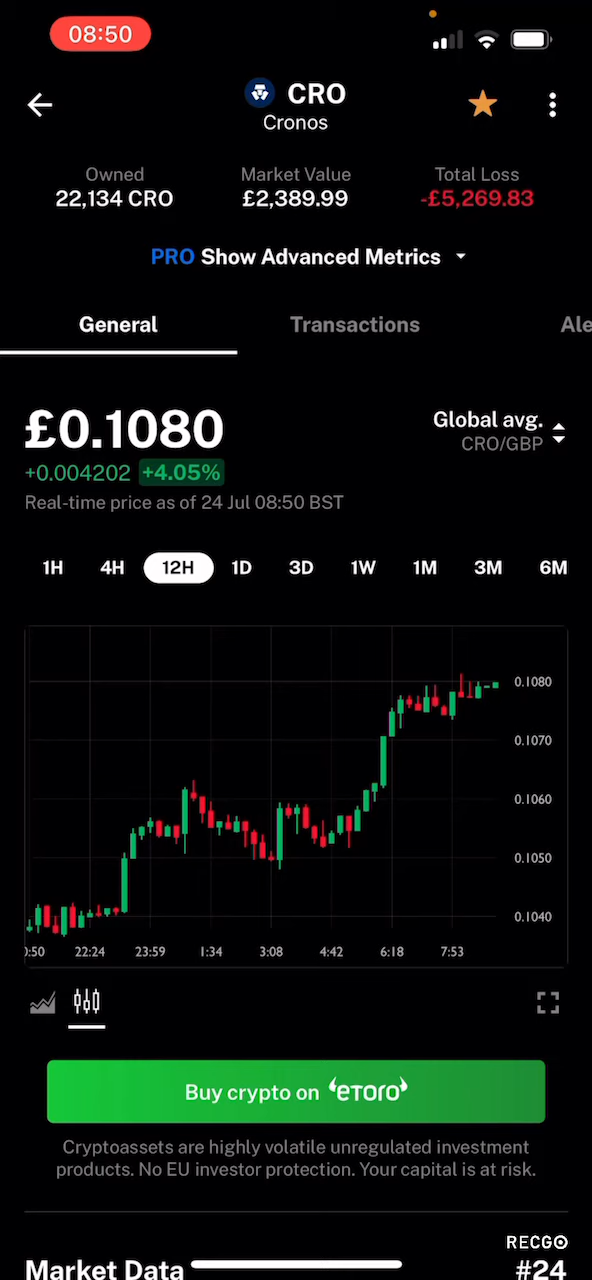 08:50
CRO
Cronos
Owned
22,134 CRO
Market Value
£2,389.99
Total Loss
-£5,269.83
PRO Show Advanced Metrics
General
Transactions
Ale
£0.1080
Global avg.
CRO/GBP
+0.004202 +4.05%
Real-time price as of 24 Jul 08:50 BST
1H 4H 12H 1D 3D 1W 1M 3M 6M
0.1080
0.1070
0.1060
0.1050
0.1040
:50 22:24 23:59 1:34 3:08 4:42 6:18 7:53
Buy crypto on eToro
Cryptoassets are highly volatile unregulated investment
products. No EU investor protection. Your capital is at risk.
RECGO
Market Data #24